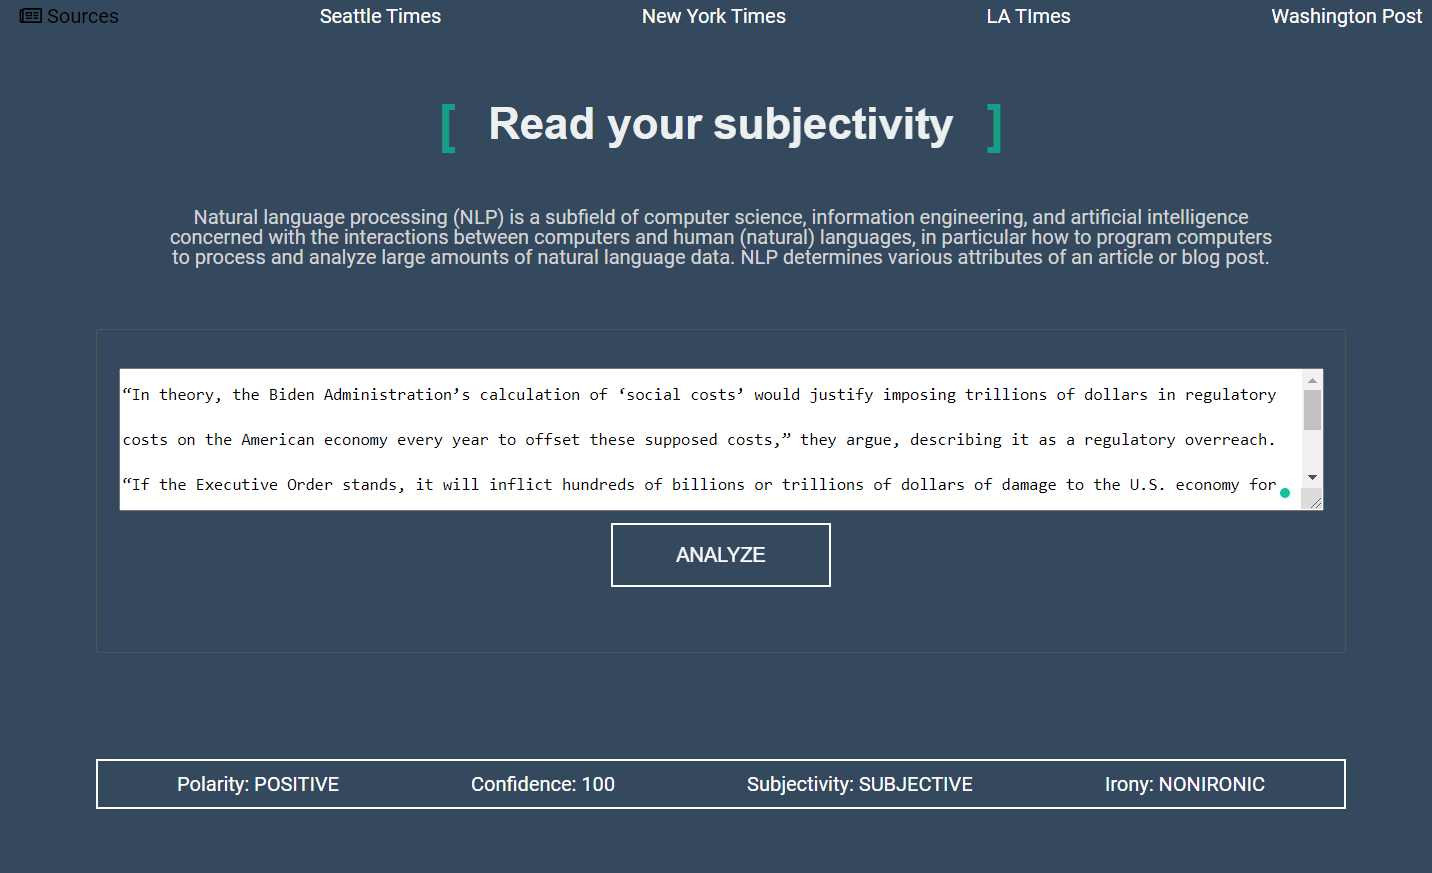 Sources Seattle Times New York Times LA TImes Washington Post
[ Read your subjectivity ]
Natural language processing (NLP) is a subfield of computer science, information engineering, and artificial intelligence
concerned with the interactions between computers and human (natural) languages, in particular how to program computers
to process and analyze large amounts of natural language data. NLP determines various attributes of an article or blog post.
“In theory, the Biden Administration’s calculation of ‘social costs’ would justify imposing trillions of dollars in regulatory
costs on the American economy every year to offset these supposed costs,” they argue, describing it as a regulatory overreach.
“If the Executive Order stands, it will inflict hundreds of billions or trillions of dollars of damage to the U.S. economy for
ANALYZE
Polarity: POSITIVE Confidence: 100 Subjectivity: SUBJECTIVE Irony: NONIRONIC